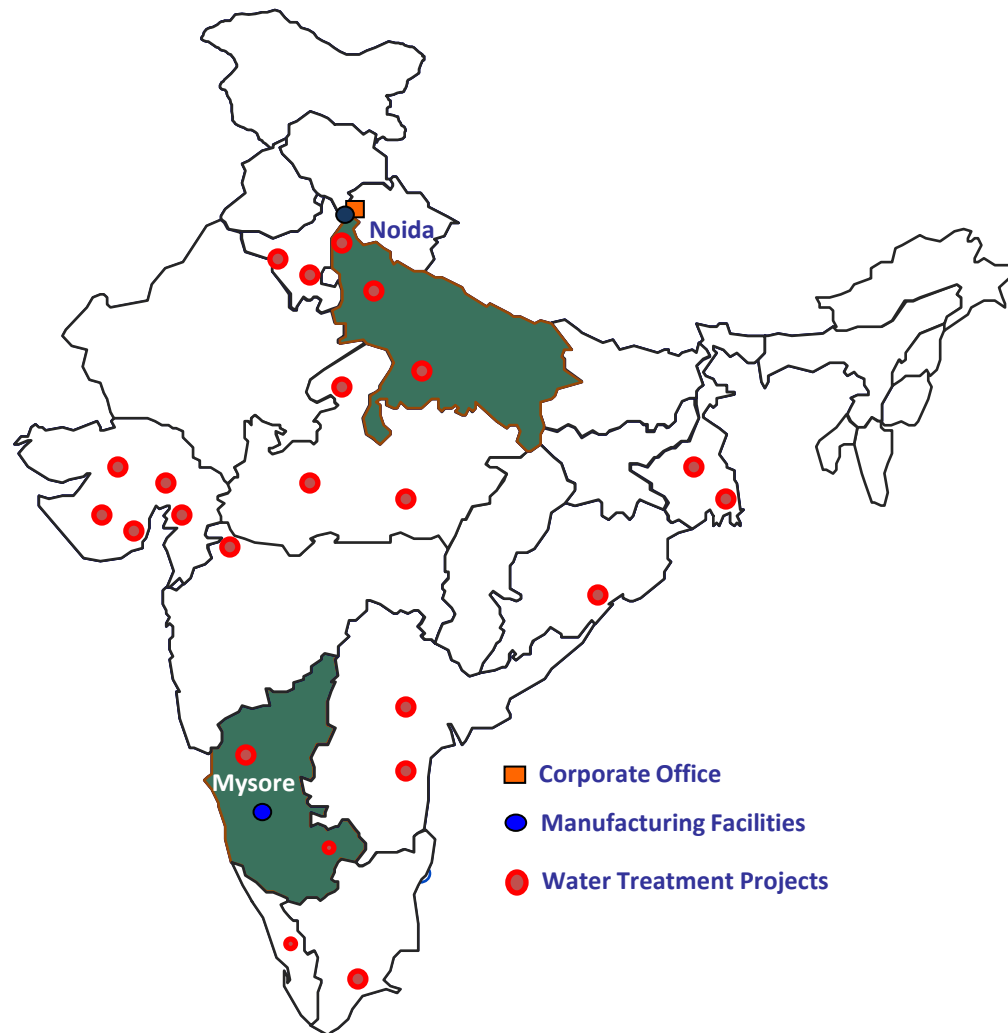 Noida
Mysore
Corporate Office
Manufacturing Facilities
Water Treatment Projects